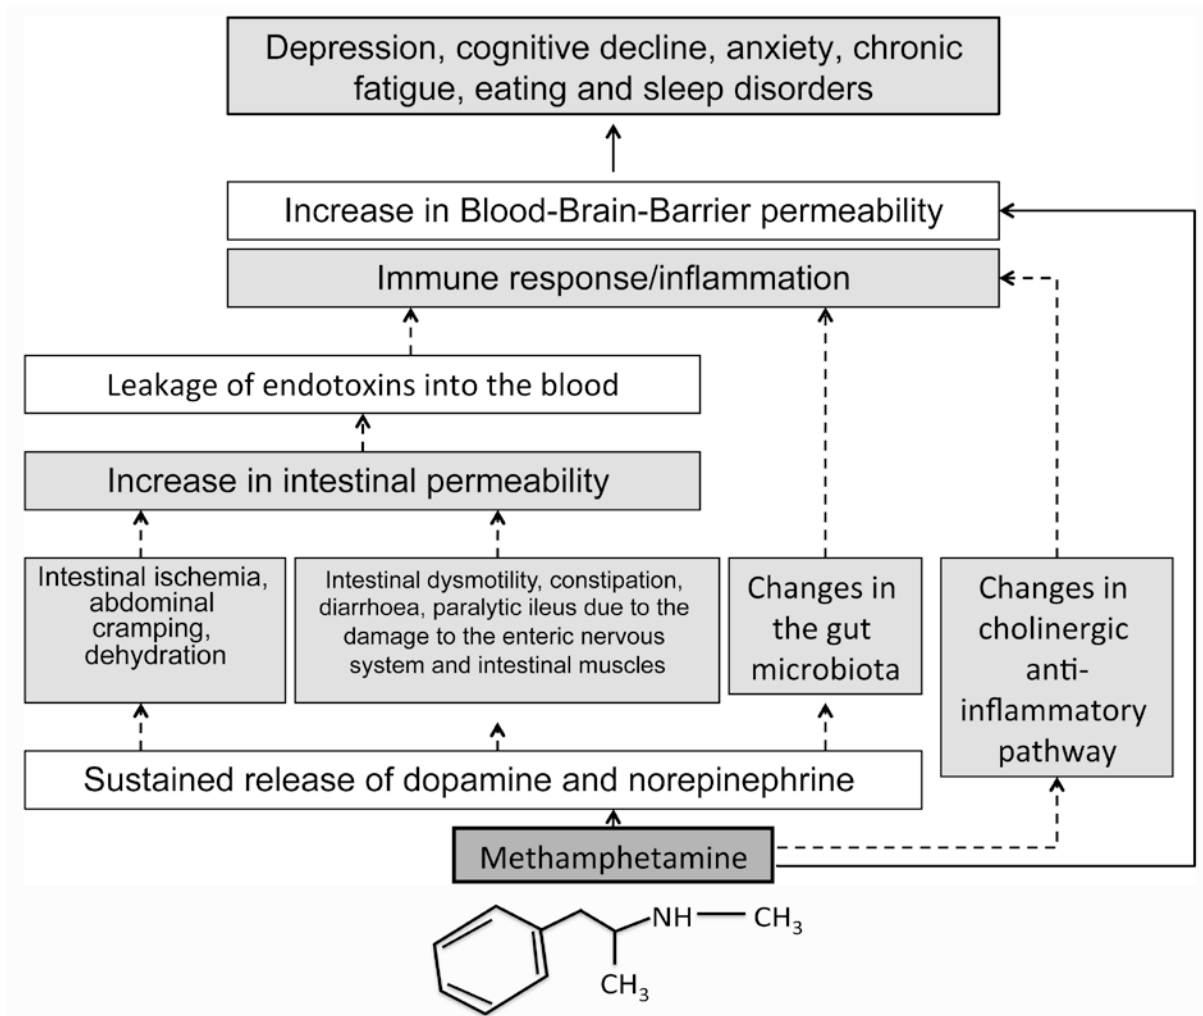 Depression, cognitive decline, anxiety, chronic
fatigue, eating and sleep disorders
Increase in Blood-Brain-Barrier permeability
Immune response/inflammation
Leakage of endotoxins into the blood
Increase in intestinal permeability
Intestinal ischemia,
abdominal
cramping,
dehydration
Intestinal dysmotility, constipation,
diarrhoea, paralytic ileus due to the
damage to the enteric nervous
system and intestinal muscles
Changes in
the gut
microbiota
Changes in
cholinergic
anti-
inflammatory
pathway
Sustained release of dopamine and norepinephrine
Methamphetamine
NH
CH3
CH3